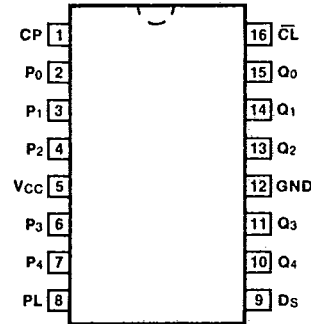 CP 1 16 C̅L̅
P0 2 15 Q0
P1 3 14 Q1
P2 4 13 Q2
VCC 5 12 GND
P3 6 11 Q3
P4 7 10 Q4
PL 8 9 DS